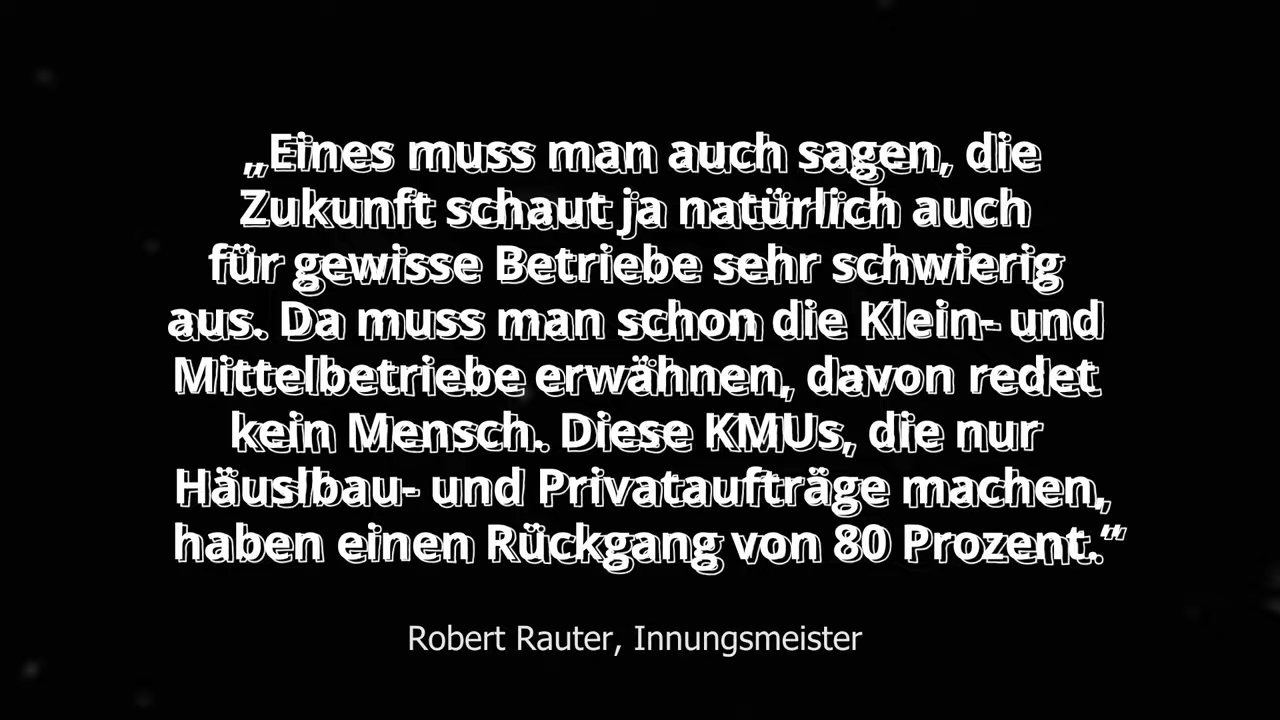 „Eines muss man auch sagen, die
Zukunft schaut ja natürlich auch
für gewisse Betriebe sehr schwierig
aus. Da muss man schon die Klein- und
Mittelbetriebe erwähnen, davon redet
kein Mensch. Diese KMUs, die nur
Häuslbau- und Privataufträge machen,
haben einen Rückgang von 80 Prozent.“
Robert Rauter, Innungsmeister